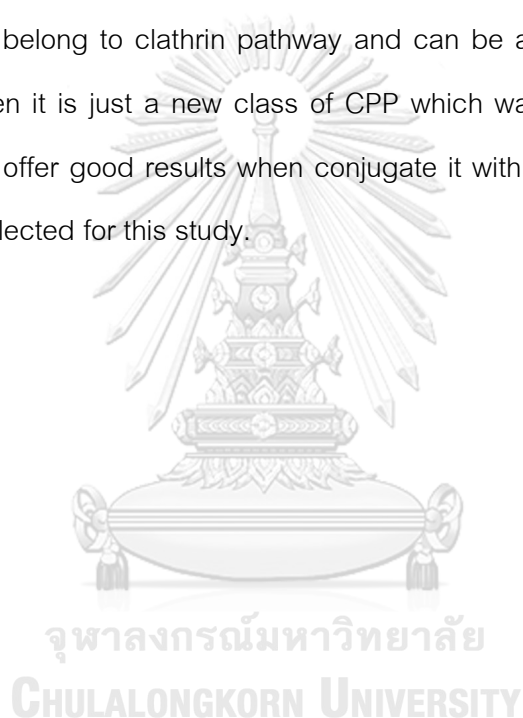 belong to clathrin pathway and can be a
en it is just a new class of CPP which wa
offer good results when conjugate it with
lected for this study.
จุฬาลงกรณ์มหาวิทยาลัย
CHULALONGKORN UNIVERSITY